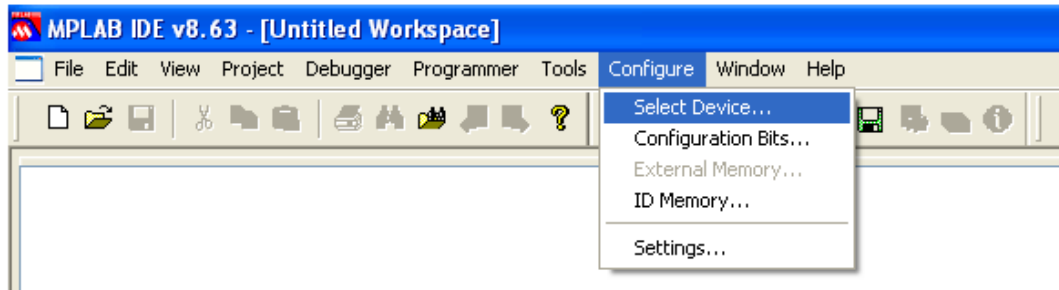 MPLAB IDE v8.63 - [Untitled Workspace]
File Edit View Project Debugger Programmer Tools Configure Window Help
Select Device...
Configuration Bits...
External Memory...
ID Memory...
Settings...